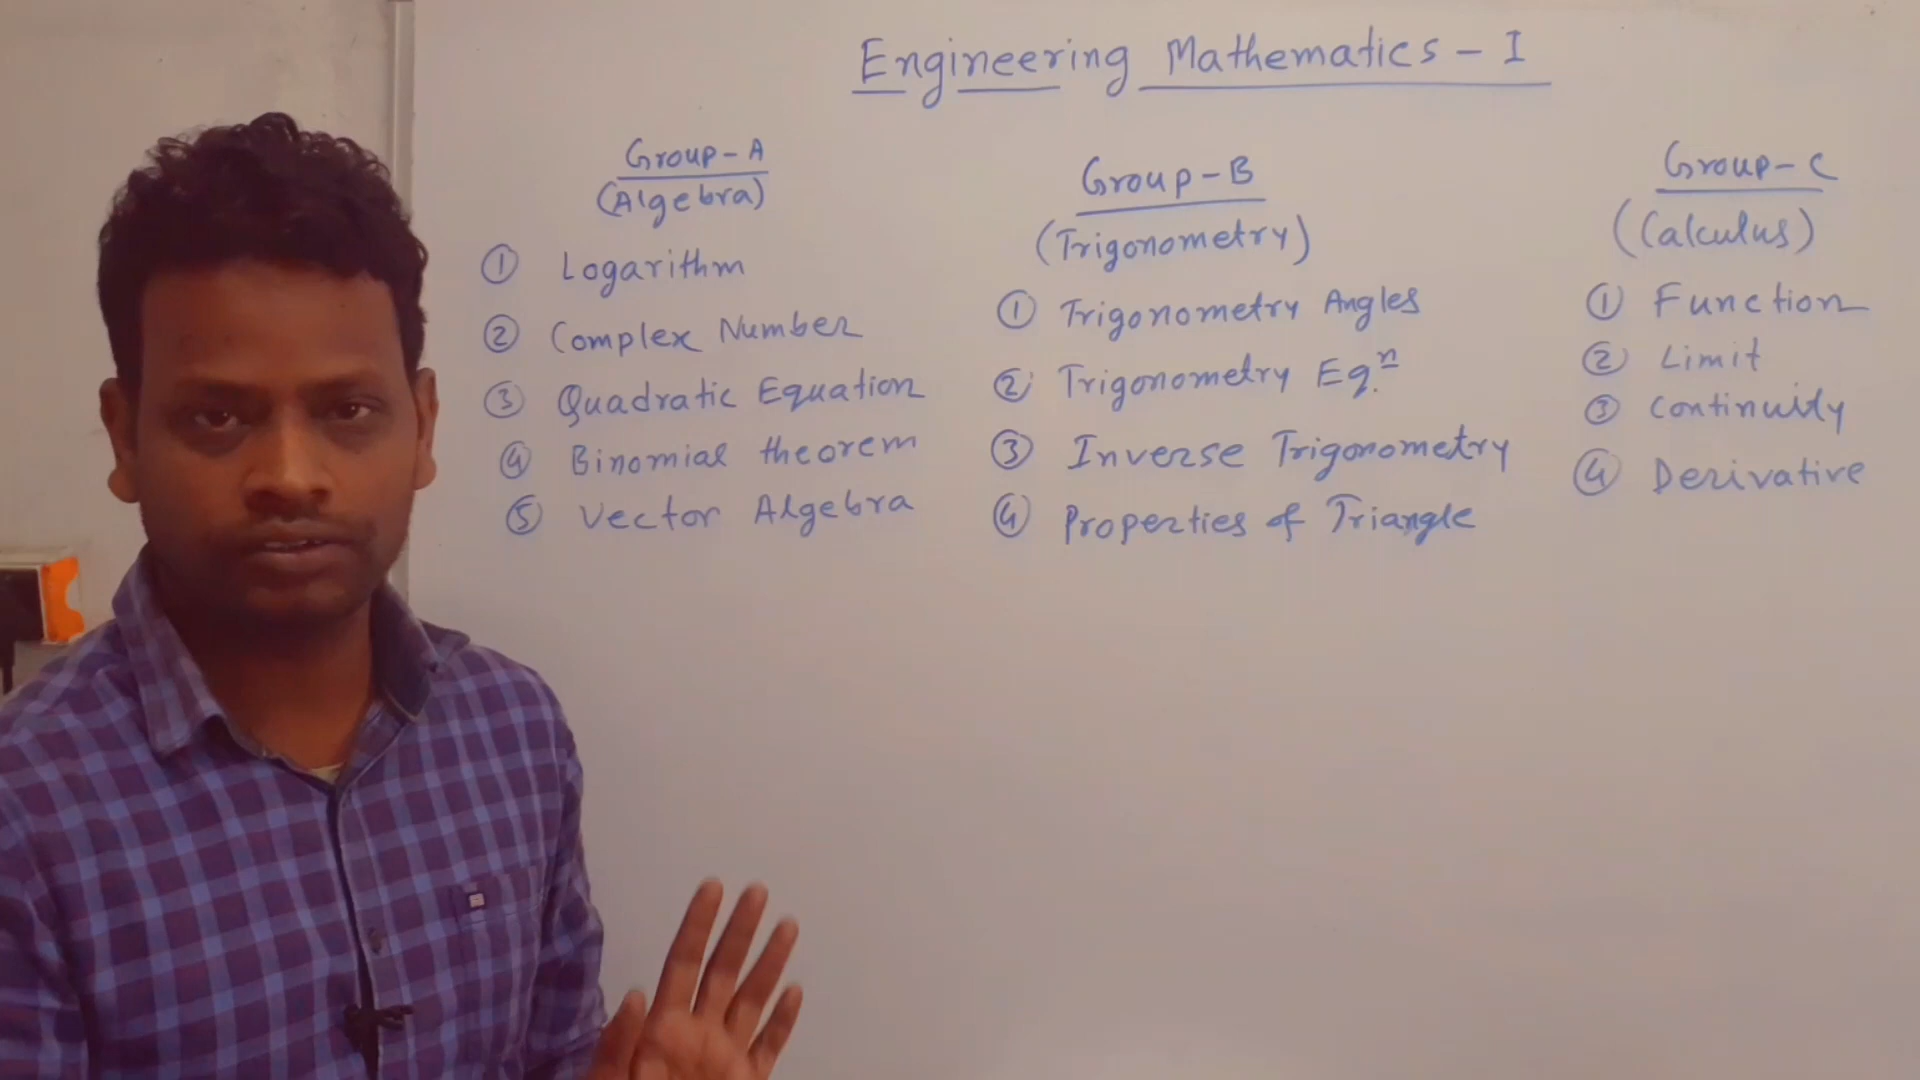 Engineering Mathematics - I
Group-A
(Algebra)
① Logarithm
② Complex Number
③ Quadratic Equation
④ Binomial theorem
⑤ Vector Algebra
Group-B
(Trigonometry)
① Trigonometry Angles
② Trigonometry Eq.ⁿ
③ Inverse Trigonometry
④ Properties of Triangle
Group-C
(Calculus)
① Function
② Limit
③ Continuity
④ Derivative